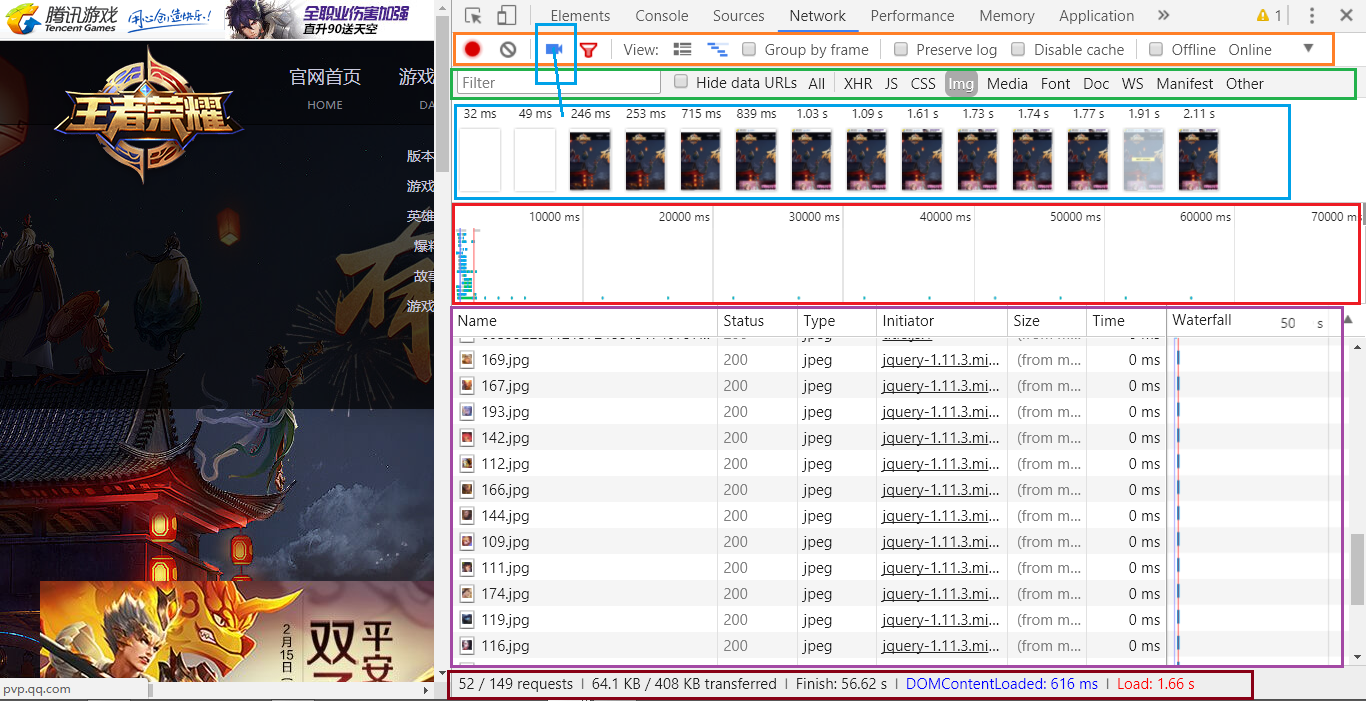 腾讯游戏
Tencent Games
用心创造快乐!
全职业伤害加强
直升90送天空
王者荣耀
官网首页
游戏
HOME
DA
版本
游戏
英雄
故事
游戏
2月15日
双
平安
pvp.qq.com
Elements Console Sources Network Performance Memory Application » 1
View: Group by frame Preserve log Disable cache Offline Online
Filter Hide data URLs All XHR JS CSS Img Media Font Doc WS Manifest Other
32 ms 49 ms 246 ms 253 ms 715 ms 839 ms 1.03 s 1.09 s 1.61 s 1.73 s 1.74 s 1.77 s 1.91 s 2.11 s
10000 ms 20000 ms 30000 ms 40000 ms 50000 ms 60000 ms 70000 ms
Name Status Type Initiator Size Time Waterfall 50 s
169.jpg 200 jpeg jquery-1.11.3.mi... (from m... 0 ms
167.jpg 200 jpeg jquery-1.11.3.mi... (from m... 0 ms
193.jpg 200 jpeg jquery-1.11.3.mi... (from m... 0 ms
142.jpg 200 jpeg jquery-1.11.3.mi... (from m... 0 ms
112.jpg 200 jpeg jquery-1.11.3.mi... (from m... 0 ms
166.jpg 200 jpeg jquery-1.11.3.mi... (from m... 0 ms
144.jpg 200 jpeg jquery-1.11.3.mi... (from m... 0 ms
109.jpg 200 jpeg jquery-1.11.3.mi... (from m... 0 ms
111.jpg 200 jpeg jquery-1.11.3.mi... (from m... 0 ms
174.jpg 200 jpeg jquery-1.11.3.mi... (from m... 0 ms
119.jpg 200 jpeg jquery-1.11.3.mi... (from m... 0 ms
116.jpg 200 jpeg jquery-1.11.3.mi... (from m... 0 ms
52 / 149 requests | 64.1 KB / 408 KB transferred | Finish: 56.62 s | DOMContentLoaded: 616 ms | Load: 1.66 s